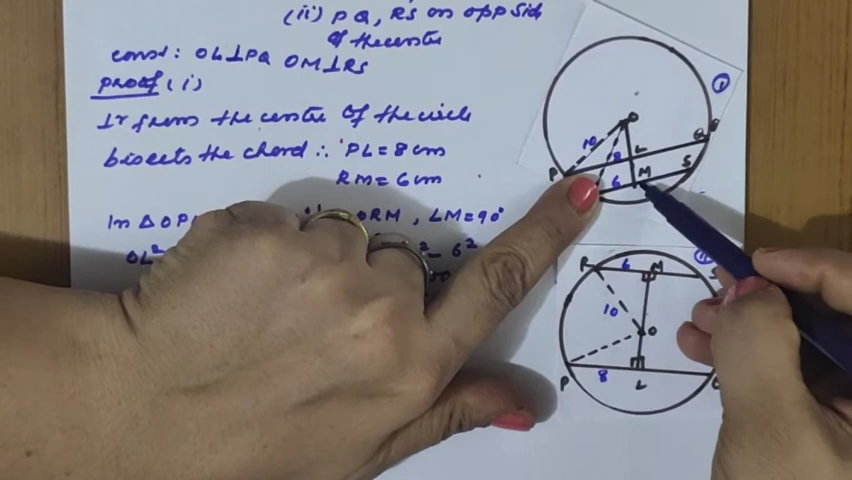 (ii) PQ, RS on opp side
of the centre
const: OL⊥PQ OM⊥RS
PROOF (i)
⊥r from the centre of the circle
bisects the chord ∴ PL = 8 cm
RM = 6 cm
In △ OP
ORM, ∠M = 90°
OL²
² - 6²
①
O
10
L
8
P
Q
S
M
6
R
6
M
S
10
O
P
8
L